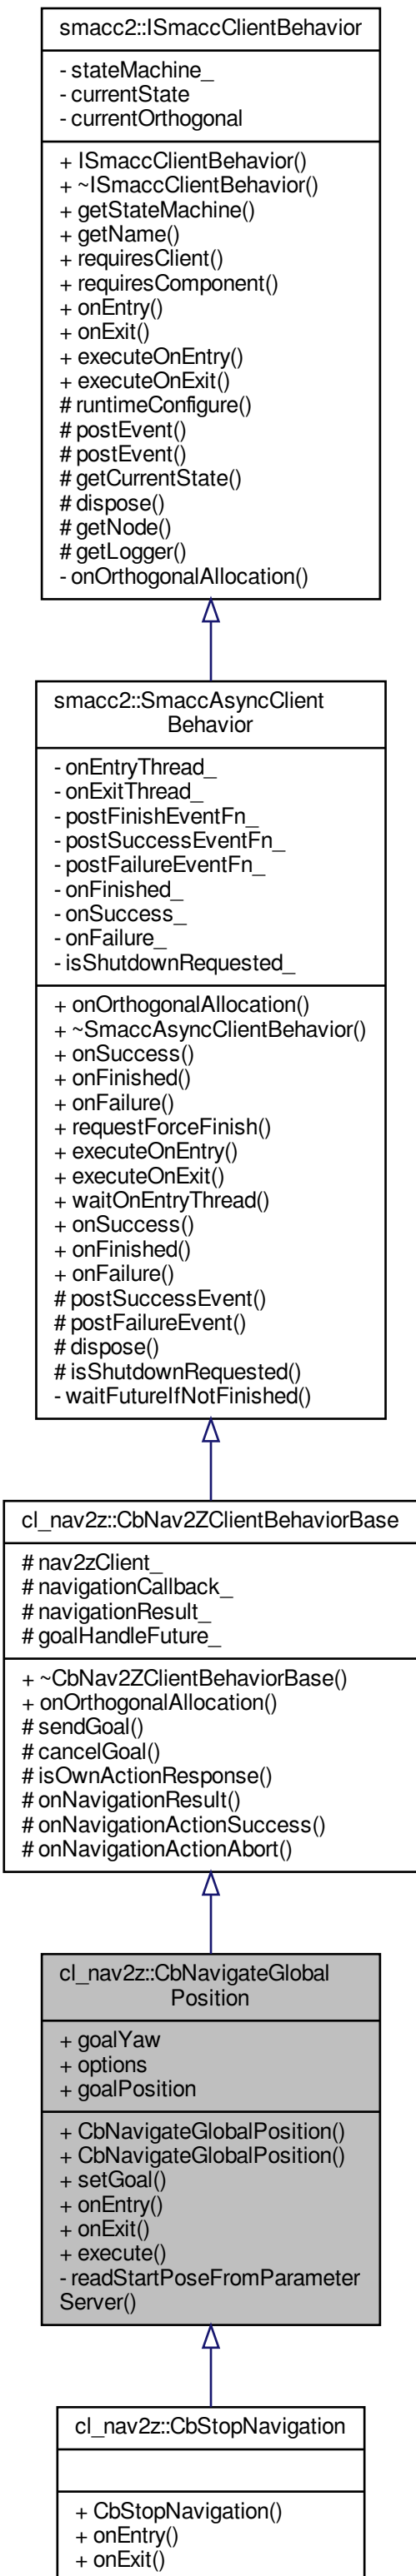 smacc2::ISmaccClientBehavior
- stateMachine_
- currentState
- currentOrthogonal
+ ISmaccClientBehavior()
+ ~ISmaccClientBehavior()
+ getStateMachine()
+ getName()
+ requiresClient()
+ requiresComponent()
+ onEntry()
+ onExit()
+ executeOnEntry()
+ executeOnExit()
# runtimeConfigure()
# postEvent()
# postEvent()
# getCurrentState()
# dispose()
# getNode()
# getLogger()
- onOrthogonalAllocation()
smacc2::SmaccAsyncClient
Behavior
- onEntryThread_
- onExitThread_
- postFinishEventFn_
- postSuccessEventFn_
- postFailureEventFn_
- onFinished_
- onSuccess_
- onFailure_
- isShutdownRequested_
+ onOrthogonalAllocation()
+ ~SmaccAsyncClientBehavior()
+ onSuccess()
+ onFinished()
+ onFailure()
+ requestForceFinish()
+ executeOnEntry()
+ executeOnExit()
+ waitOnEntryThread()
+ onSuccess()
+ onFinished()
+ onFailure()
# postSuccessEvent()
# postFailureEvent()
# dispose()
# isShutdownRequested()
- waitFutureIfNotFinished()
cl_nav2z::CbNav2ZClientBehaviorBase
# nav2zClient_
# navigationCallback_
# navigationResult_
# goalHandleFuture_
+ ~CbNav2ZClientBehaviorBase()
+ onOrthogonalAllocation()
# sendGoal()
# cancelGoal()
# isOwnActionResponse()
# onNavigationResult()
# onNavigationActionSuccess()
# onNavigationActionAbort()
cl_nav2z::CbNavigateGlobal
Position
+ goalYaw
+ options
+ goalPosition
+ CbNavigateGlobalPosition()
+ CbNavigateGlobalPosition()
+ setGoal()
+ onEntry()
+ onExit()
+ execute()
- readStartPoseFromParameter
Server()
cl_nav2z::CbStopNavigation
+ CbStopNavigation()
+ onEntry()
+ onExit()